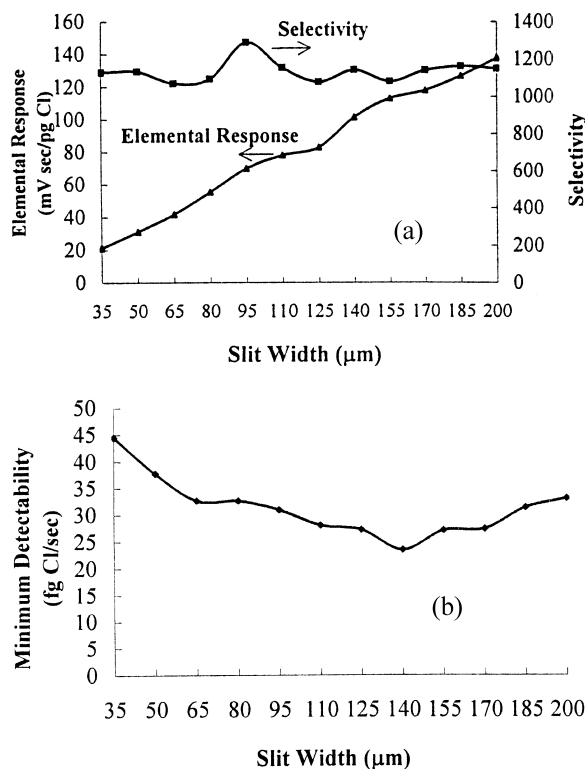 160 1400
140 1200
120 1000
100 800
80 600
60 400
40 200
20 0
0
Selectivity
Elemental Response
Elemental Response
(mV sec/pg Cl)
Selectivity
(a)
35 50 65 80 95 110 125 140 155 170 185 200
Slit Width (μm)
50
45
40
35
30
25
20
15
10
5
0
Minimum Detectability
(fg Cl/sec)
(b)
35 50 65 80 95 110 125 140 155 170 185 200
Slit Width (μm)